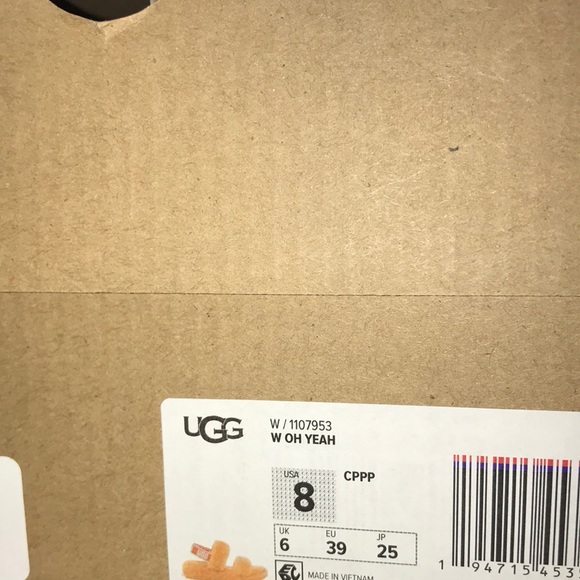 UGG
W / 1107953
W OH YEAH
USA
8
CPPP
UK EU JP
6 39 25
MADE IN VIETNAM
1 94715 453